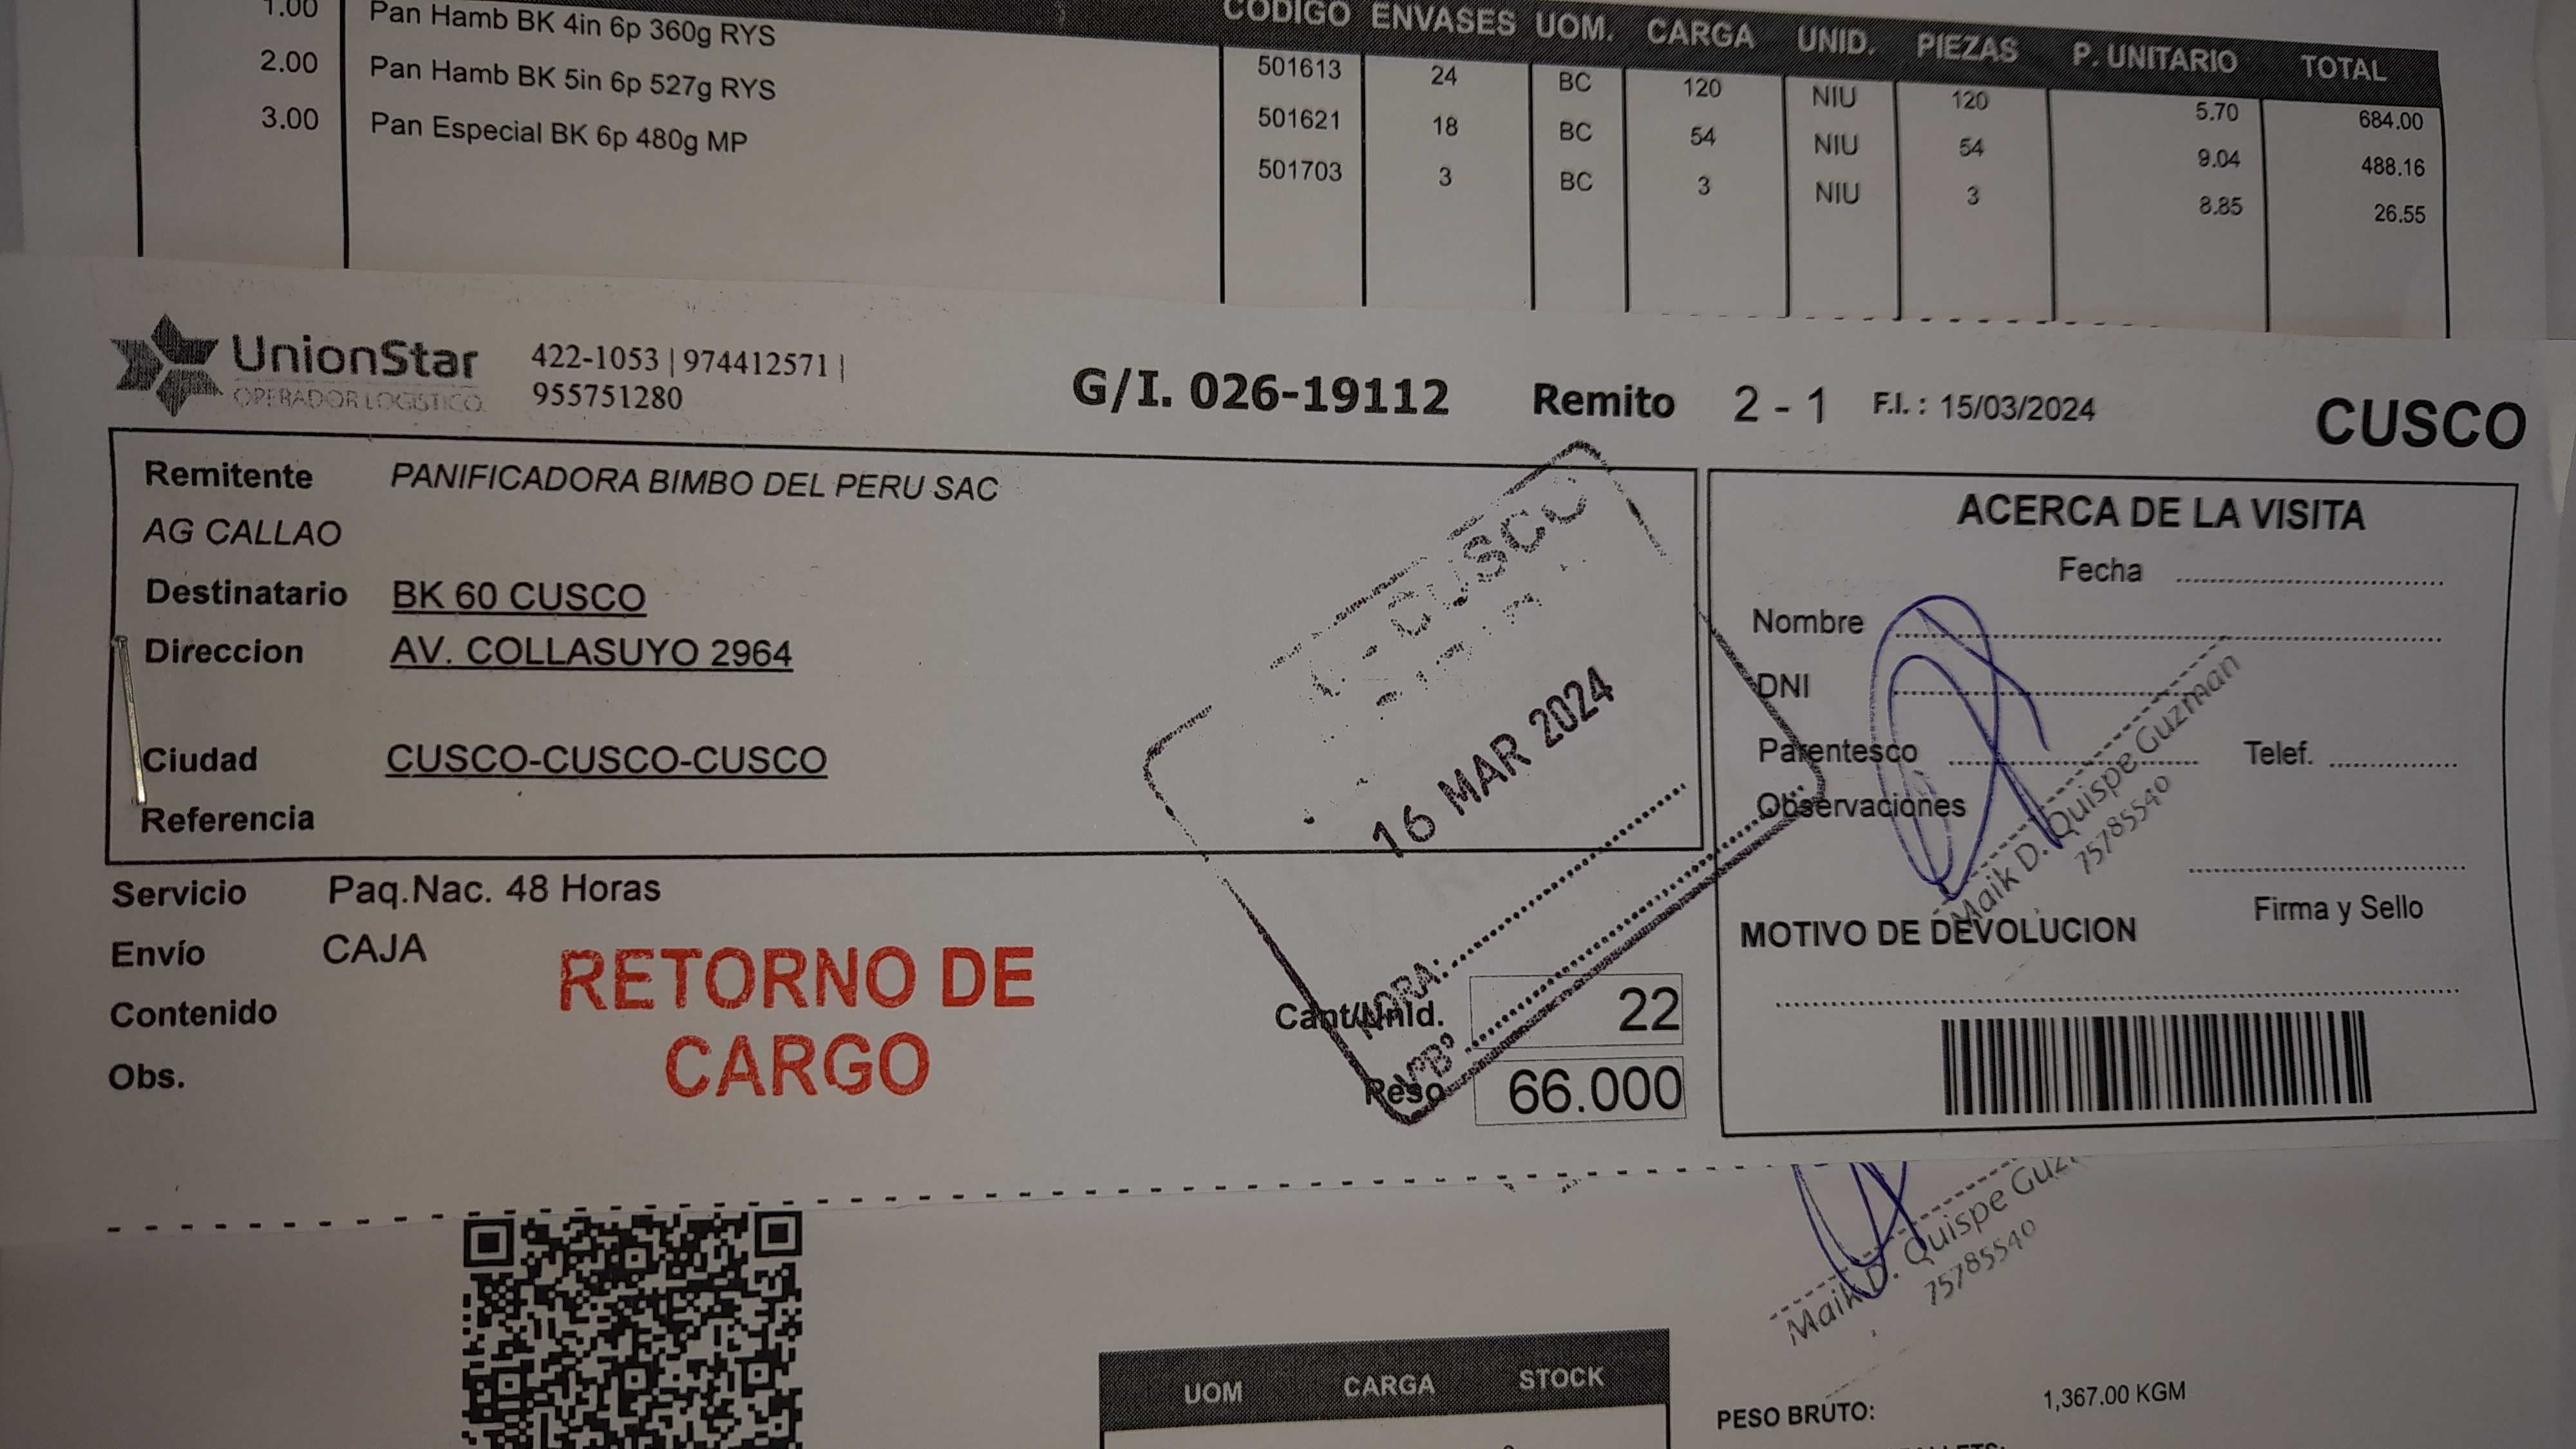 CODIGO ENVASES UOM. CARGA UNID. PIEZAS P. UNITARIO TOTAL
1.00 Pan Hamb BK 4in 6p 360g RYS 501613 24 BC 120 NIU 120 5.70 684.00
2.00 Pan Hamb BK 5in 6p 527g RYS 501621 18 BC 54 NIU 54 9.04 488.16
3.00 Pan Especial BK 6p 480g MP 501703 3 BC 3 NIU 3 8.85 26.55
UnionStar
OPERADOR LOGISTICO
422-1053 | 974412571 |
955751280
G/I. 026-19112 Remito 2 - 1 F.I. : 15/03/2024 CUSCO
Remitente PANIFICADORA BIMBO DEL PERU SAC
AG CALLAO
Destinatario BK 60 CUSCO
Direccion AV. COLLASUYO 2964
Ciudad CUSCO-CUSCO-CUSCO
Referencia
CUSCO
16 MAR 2024
HORA:
VºBº
Servicio Paq.Nac. 48 Horas
Envío CAJA
Contenido
Obs.
RETORNO DE
CARGO
Cant/Unid. 22
Peso 66.000
ACERCA DE LA VISITA
Fecha
Nombre
DNI
Parentesco Telef.
Observaciones
Maik D. Quispe Guzman
75785540
Firma y Sello
MOTIVO DE DEVOLUCION
Maik D. Quispe
75785540
UOM CARGA STOCK
PESO BRUTO: 1,367.00 KGM